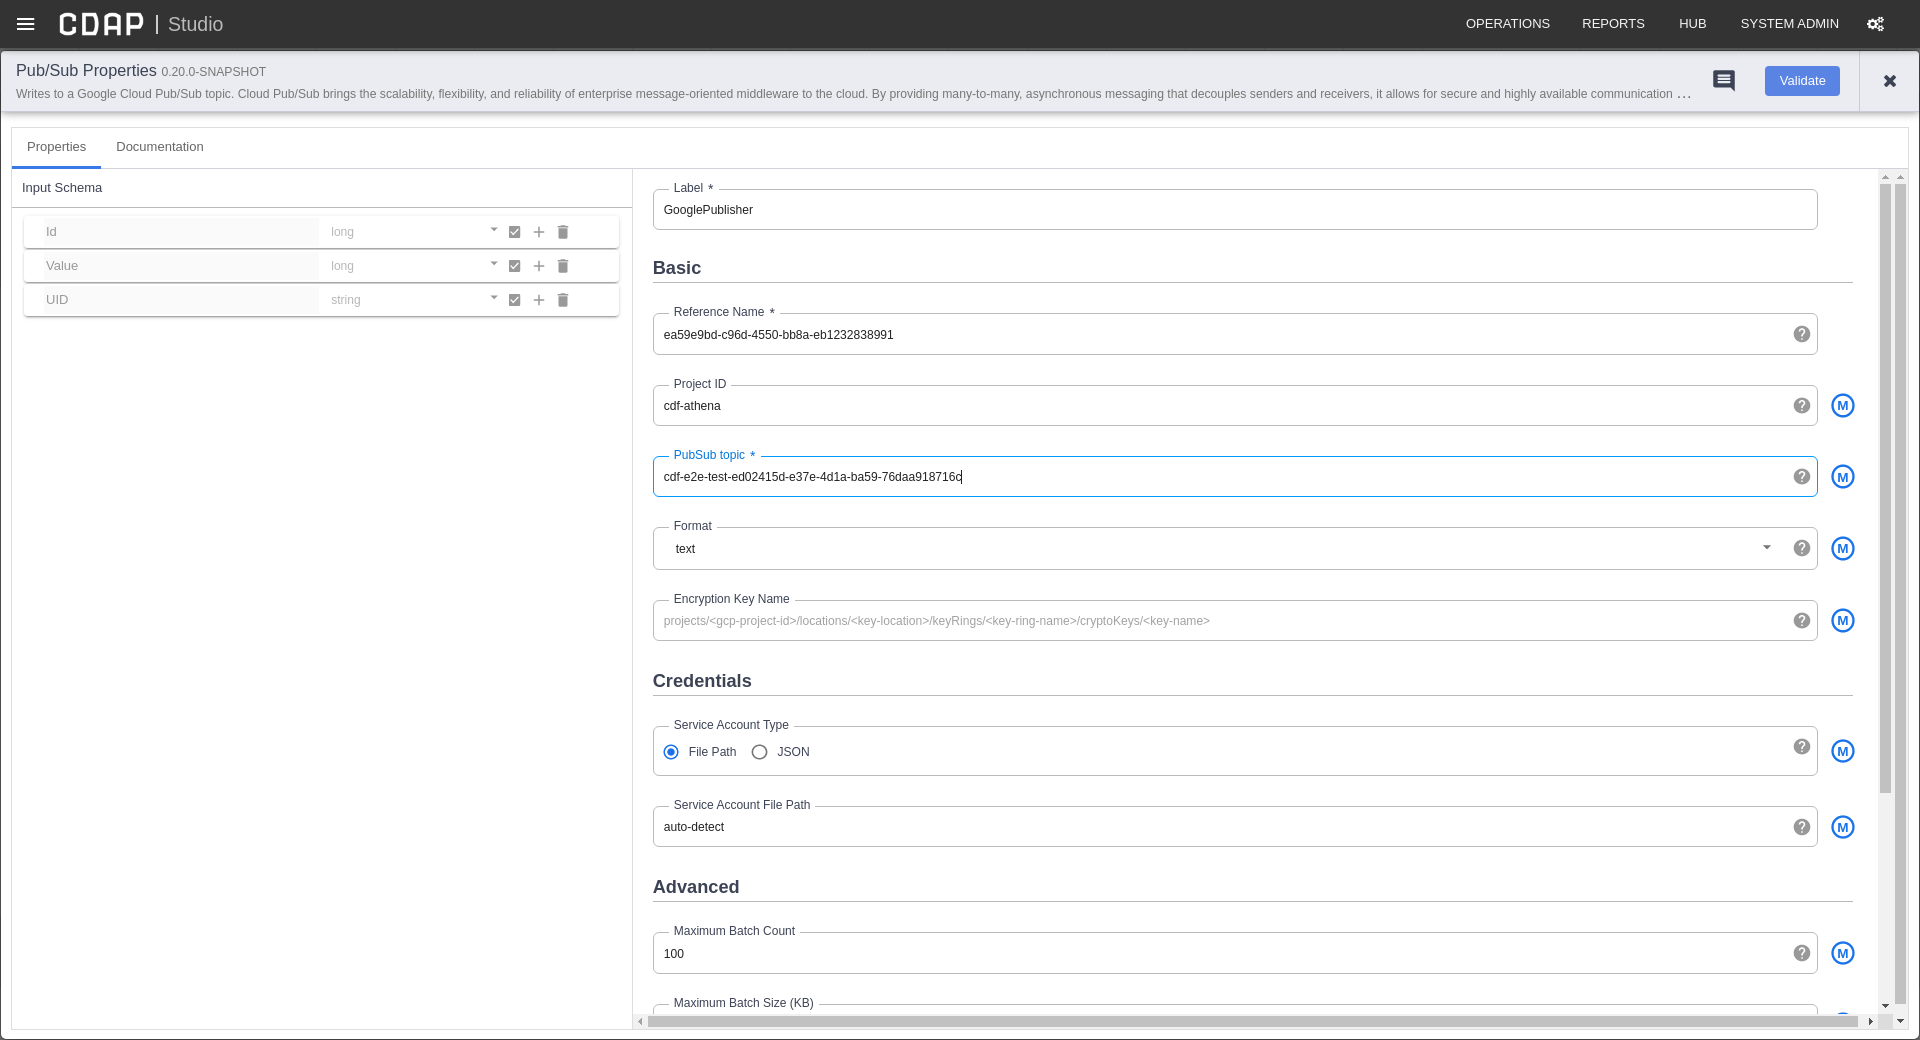 CDAP | Studio
OPERATIONS REPORTS HUB SYSTEM ADMIN
Pub/Sub Properties 0.20.0-SNAPSHOT
Writes to a Google Cloud Pub/Sub topic. Cloud Pub/Sub brings the scalability, flexibility, and reliability of enterprise message-oriented middleware to the cloud. By providing many-to-many, asynchronous messaging that decouples senders and receivers, it allows for secure and highly available communication ...
Validate
Properties Documentation
Input Schema
Id long
Value long
UID string
Label *
GooglePublisher
Basic
Reference Name *
ea59e9bd-c96d-4550-bb8a-eb1232838991
Project ID
cdf-athena
M
PubSub topic *
cdf-e2e-test-ed02415d-e37e-4d1a-ba59-76daa918716c
M
Format
text
M
Encryption Key Name
projects/<gcp-project-id>/locations/<key-location>/keyRings/<key-ring-name>/cryptoKeys/<key-name>
M
Credentials
Service Account Type
File Path JSON
M
Service Account File Path
auto-detect
M
Advanced
Maximum Batch Count
100
M
Maximum Batch Size (KB)